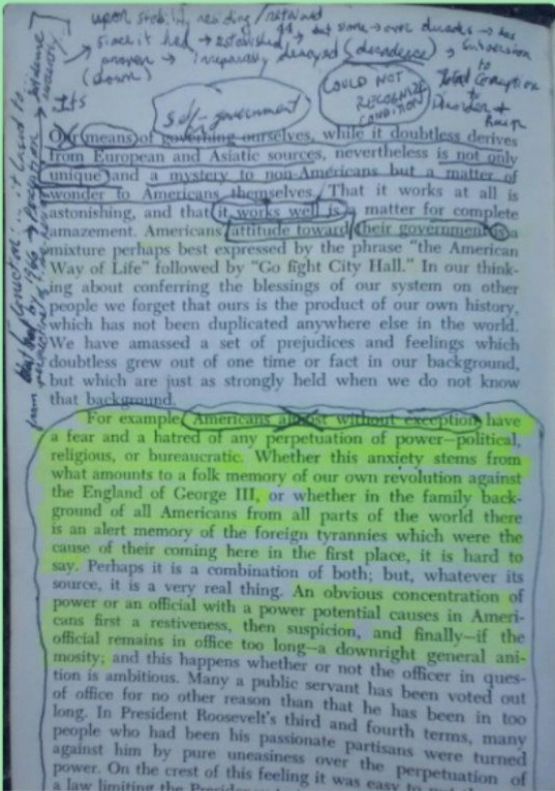 upon stability residing/
since it had → established
proven → irreparably decayed (decadence)
(down)
to
Total Corruption
to
Disorder &
COULD NOT
RECOGNIZE
CONDITION
Its
self-government
Our means of governing ourselves, while it doubtless derives
from European and Asiatic sources, nevertheless is not only
unique and a mystery to non-Americans but a matter of
wonder to Americans themselves. That it works at all is
astonishing, and that it works well is a matter for complete
amazement. Americans' attitude toward their government is a
mixture perhaps best expressed by the phrase "the American
Way of Life" followed by "Go fight City Hall." In our think-
ing about conferring the blessings of our system on other
people we forget that ours is the product of our own history,
which has not been duplicated anywhere else in the world.
We have amassed a set of prejudices and feelings which
doubtless grew out of one time or fact in our background,
but which are just as strongly held when we do not know
that background.
For example, Americans almost without exception have
a fear and a hatred of any perpetuation of power—political,
religious, or bureaucratic. Whether this anxiety stems from
what amounts to a folk memory of our own revolution against
the England of George III, or whether in the family back-
ground of all Americans from all parts of the world there
is an alert memory of the foreign tyrannies which were the
cause of their coming here in the first place, it is hard to
say. Perhaps it is a combination of both; but, whatever its
source, it is a very real thing. An obvious concentration of
power or an official with a power potential causes in Ameri-
cans first a restiveness, then suspicion, and finally—if the
official remains in office too long—a downright general ani-
mosity; and this happens whether or not the officer in ques-
tion is ambitious. Many a public servant has been voted out
of office for no other reason than that he has been in too
long. In President Roosevelt's third and fourth terms, many
people who had been his passionate partisans were turned
against him by pure uneasiness over the perpetuation of
power. On the crest of this feeling it was easy to
a law limiting the